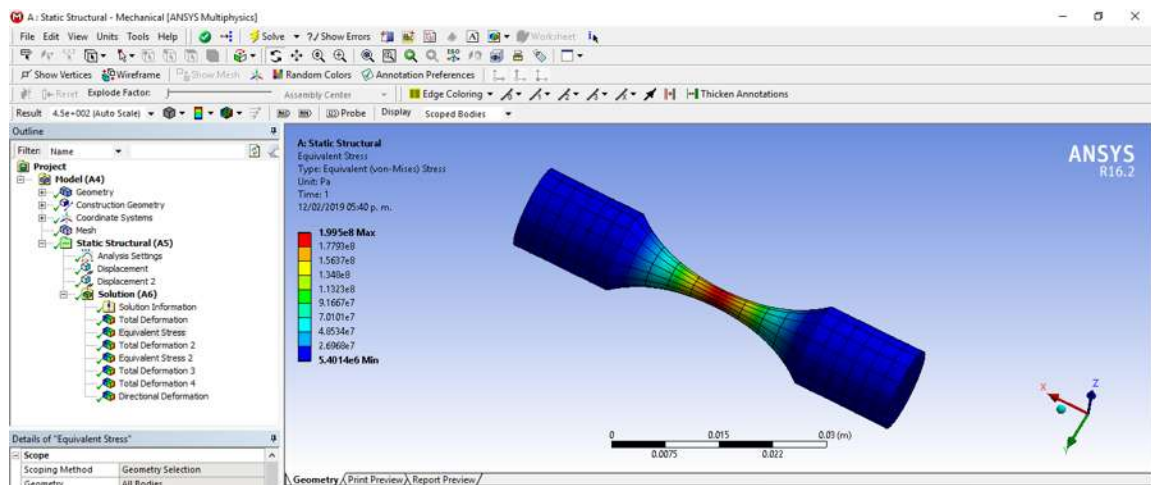 A : Static Structural - Mechanical [ANSYS Multiphysics]
File Edit View Units Tools Help Solve ?/ Show Errors Worksheet
Show Vertices Wireframe Show Mesh Random Colors Annotation Preferences
Reset Explode Factor: Assembly Center Edge Coloring Thicken Annotations
Result 4.5e+002 (Auto Scale) Probe Display Scoped Bodies
Outline
Filter: Name
Project
Model (A4)
Geometry
Construction Geometry
Coordinate Systems
Mesh
Static Structural (A5)
Analysis Settings
Displacement
Displacement 2
Solution (A6)
Solution Information
Total Deformation
Equivalent Stress
Total Deformation 2
Equivalent Stress 2
Total Deformation 3
Total Deformation 4
Directional Deformation
Details of "Equivalent Stress"
Scope
Scoping Method Geometry Selection
Geometry All Bodies
A: Static Structural
Equivalent Stress
Type: Equivalent (von-Mises) Stress
Unit: Pa
Time: 1
12/02/2019 05:40 p. m.
1.995e8 Max
1.7793e8
1.5637e8
1.348e8
1.1323e8
9.1667e7
7.0101e7
4.8534e7
2.6968e7
5.4014e6 Min
ANSYS
R16.2
0 0.015 0.03 (m)
0.0075 0.022
X
Z
Y
Geometry Print Preview Report Preview